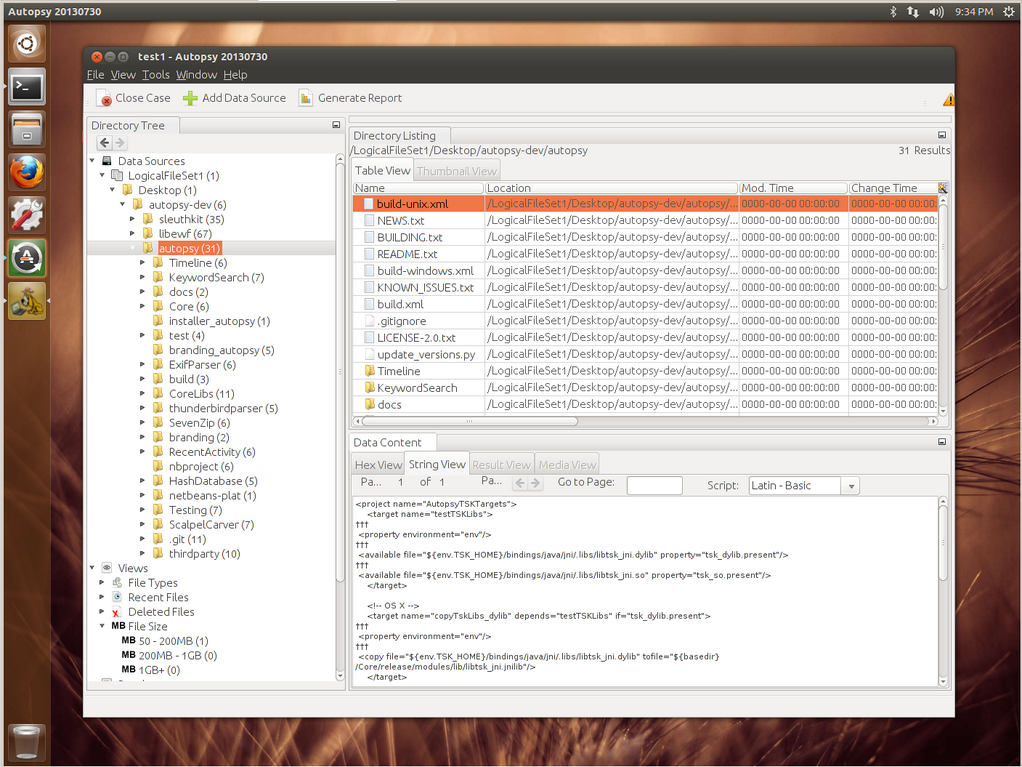 Autopsy 20130730
9:34 PM
test1 - Autopsy 20130730
File View Tools Window Help
Close Case Add Data Source Generate Report
Directory Tree
Data Sources
LogicalFileSet1 (1)
Desktop (1)
autopsy-dev (6)
sleuthkit (35)
libewf (67)
autopsy (31)
Timeline (6)
KeywordSearch (7)
docs (2)
Core (6)
installer_autopsy (1)
test (4)
branding_autopsy (5)
ExifParser (6)
build (3)
CoreLibs (11)
thunderbirdparser (5)
SevenZip (6)
branding (2)
RecentActivity (6)
nbproject (6)
HashDatabase (5)
netbeans-plat (1)
Testing (7)
ScalpelCarver (7)
.git (11)
thirdparty (10)
Views
File Types
Recent Files
Deleted Files
MB File Size
MB 50 - 200MB (1)
MB 200MB - 1GB (0)
MB 1GB+ (0)
Directory Listing
/LogicalFileSet1/Desktop/autopsy-dev/autopsy 31 Results
Table View Thumbnail View
Name Location Mod. Time Change Time
build-unix.xml /LogicalFileSet1/Desktop/autopsy-dev/autopsy/... 0000-00-00 00:00:00 0000-00-00 00:00:
NEWS.txt /LogicalFileSet1/Desktop/autopsy-dev/autopsy/... 0000-00-00 00:00:00 0000-00-00 00:00:
BUILDING.txt /LogicalFileSet1/Desktop/autopsy-dev/autopsy/... 0000-00-00 00:00:00 0000-00-00 00:00:
README.txt /LogicalFileSet1/Desktop/autopsy-dev/autopsy/... 0000-00-00 00:00:00 0000-00-00 00:00:
build-windows.xml /LogicalFileSet1/Desktop/autopsy-dev/autopsy/... 0000-00-00 00:00:00 0000-00-00 00:00:
KNOWN_ISSUES.txt /LogicalFileSet1/Desktop/autopsy-dev/autopsy/... 0000-00-00 00:00:00 0000-00-00 00:00:
build.xml /LogicalFileSet1/Desktop/autopsy-dev/autopsy/... 0000-00-00 00:00:00 0000-00-00 00:00:
.gitignore /LogicalFileSet1/Desktop/autopsy-dev/autopsy/... 0000-00-00 00:00:00 0000-00-00 00:00:
LICENSE-2.0.txt /LogicalFileSet1/Desktop/autopsy-dev/autopsy/... 0000-00-00 00:00:00 0000-00-00 00:00:
update_versions.py /LogicalFileSet1/Desktop/autopsy-dev/autopsy/... 0000-00-00 00:00:00 0000-00-00 00:00:
Timeline /LogicalFileSet1/Desktop/autopsy-dev/autopsy/... 0000-00-00 00:00:00 0000-00-00 00:00:
KeywordSearch /LogicalFileSet1/Desktop/autopsy-dev/autopsy/... 0000-00-00 00:00:00 0000-00-00 00:00:
docs /LogicalFileSet1/Desktop/autopsy-dev/autopsy/... 0000-00-00 00:00:00 0000-00-00 00:00:
Data Content
Hex View String View Result View Media View
Pa... 1 of 1 Pa... Go to Page: Script: Latin - Basic
<project name="AutopsyTSKTargets">
<target name="testTSKLibs">
†††
<property environment="env"/>
†††
<available file="${env.TSK_HOME}/bindings/java/jni/.libs/libtsk_jni.dylib" property="tsk_dylib.present"/>
†††
<available file="${env.TSK_HOME}/bindings/java/jni/.libs/libtsk_jni.so" property="tsk_so.present"/>
</target>
<!-- OS X -->
<target name="copyTskLibs_dylib" depends="testTSKLibs" if="tsk_dylib.present">
†††
<property environment="env"/>
†††
<copy file="${env.TSK_HOME}/bindings/java/jni/.libs/libtsk_jni.dylib" tofile="${basedir}
/Core/release/modules/lib/libtsk_jni.jnilib"/>
</target>